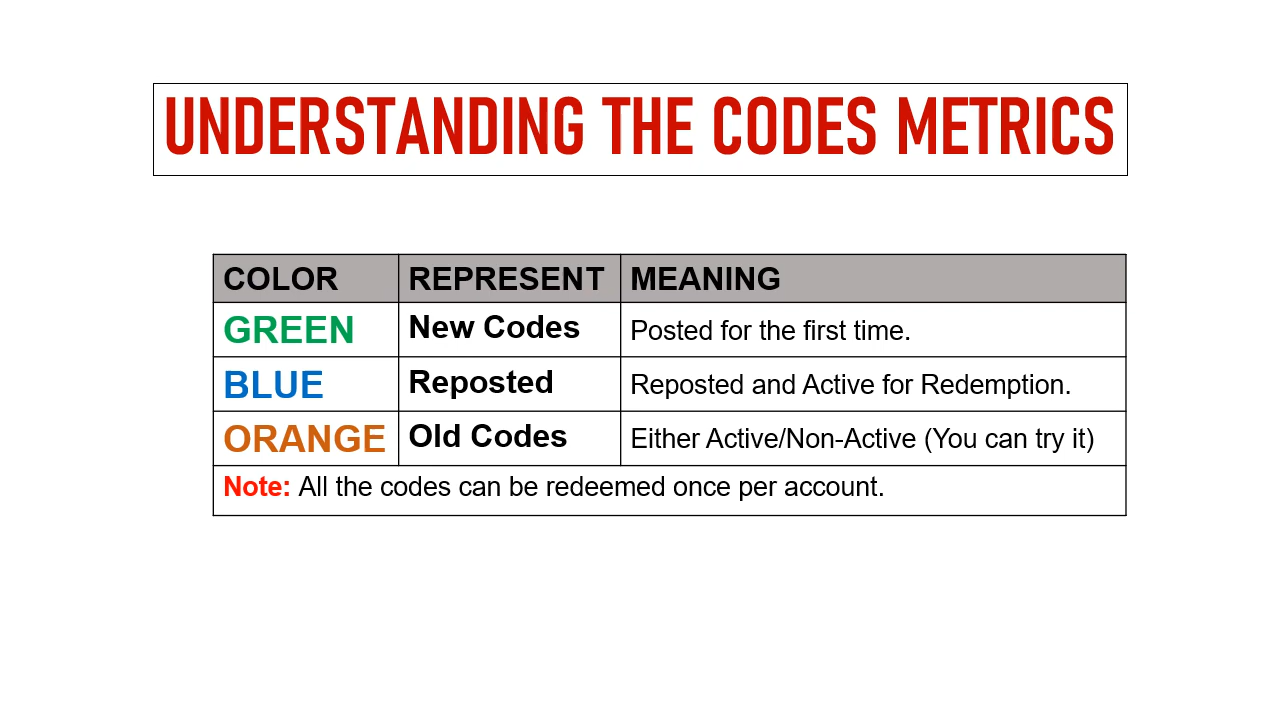 UNDERSTANDING THE CODES METRICS
COLOR REPRESENT MEANING
GREEN New Codes Posted for the first time.
BLUE Reposted Reposted and Active for Redemption.
ORANGE Old Codes Either Active/Non-Active (You can try it)
Note: All the codes can be redeemed once per account.